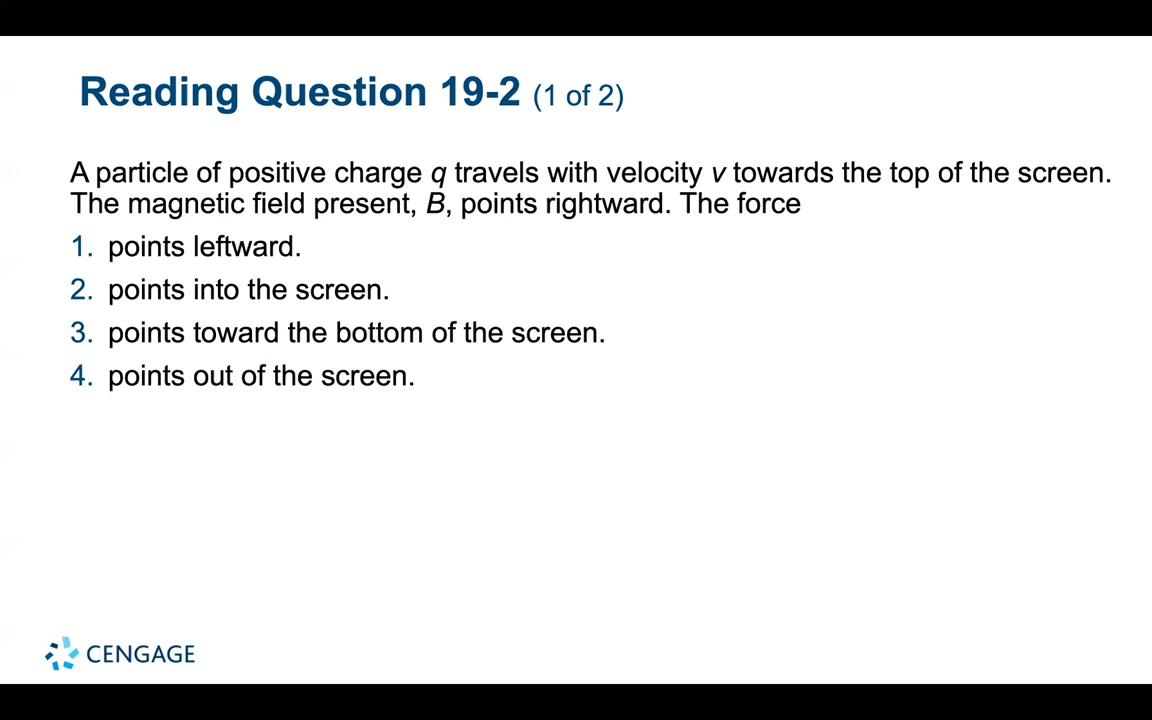 Reading Question 19-2 (1 of 2)
A particle of positive charge q travels with velocity v towards the top of the screen.
The magnetic field present, B, points rightward. The force
1. points leftward.
2. points into the screen.
3. points toward the bottom of the screen.
4. points out of the screen.
CENGAGE